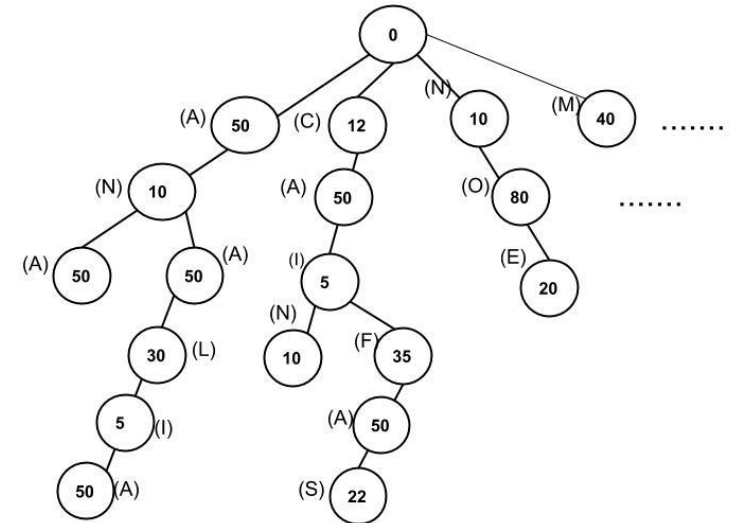 0
(A) 50 (C) 12 (N) 10 (M) 40 .......
(N) 10 (A) 50 (O) 80 .......
(A) 50 50 (A) (I) 5 (E) 20
30 (L) (N) 10 (F) 35
5 (I) (A) 50
50 (A) (S) 22